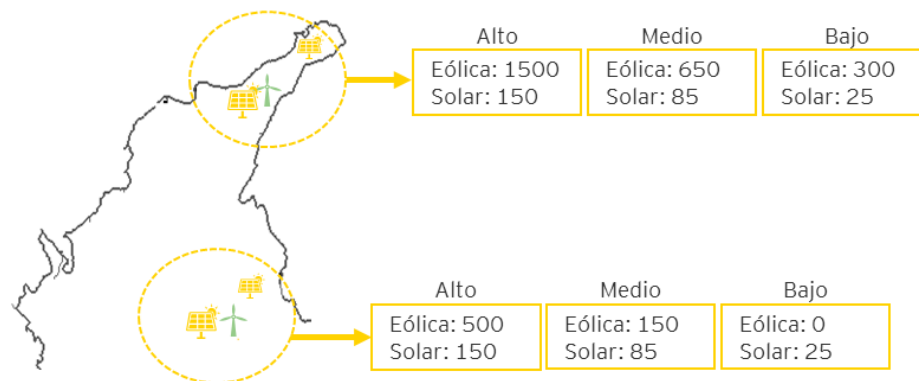 Alto Medio Bajo
Eólica: 1500 Eólica: 650 Eólica: 300
Solar: 150 Solar: 85 Solar: 25
Alto Medio Bajo
Eólica: 500 Eólica: 150 Eólica: 0
Solar: 150 Solar: 85 Solar: 25